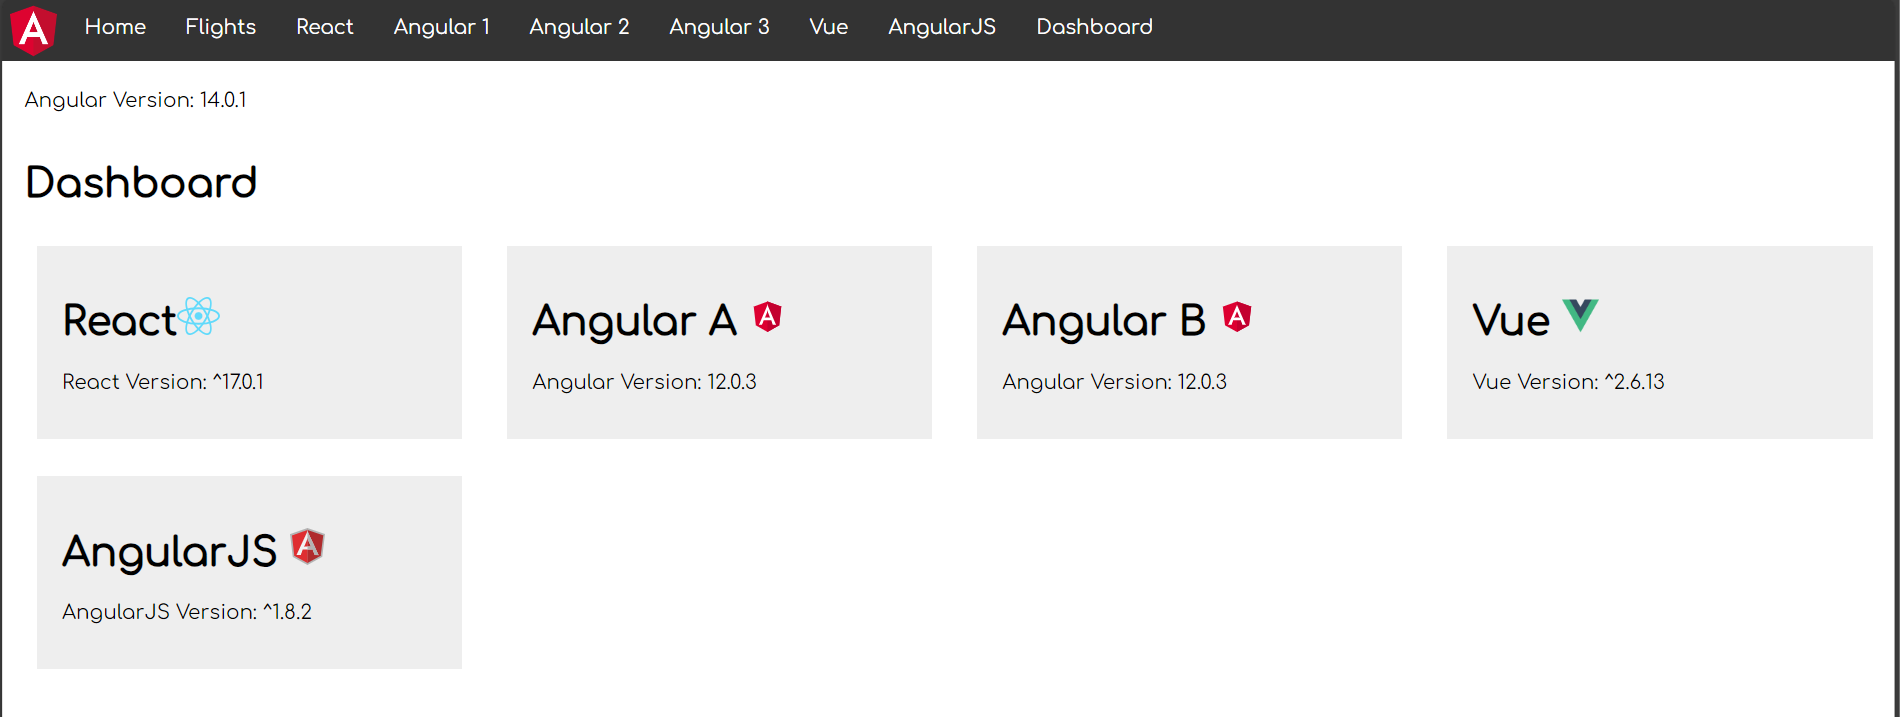 Home Flights React Angular 1 Angular 2 Angular 3 Vue AngularJS Dashboard
Angular Version: 14.0.1
Dashboard
React
React Version: ^17.0.1
Angular A
Angular Version: 12.0.3
Angular B
Angular Version: 12.0.3
Vue
Vue Version: ^2.6.13
AngularJS
AngularJS Version: ^1.8.2